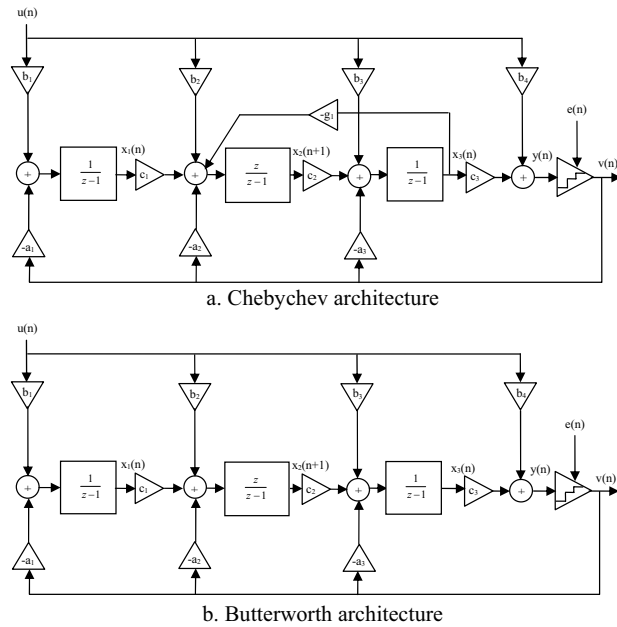 u(n)
b₁ b₂ b₃ b₄
-g₁
e(n)
x₁(n) x₂(n+1) x₃(n) y(n) v(n)
+ 1/(z−1) c₁ + z/(z−1) c₂ + 1/(z−1) c₃ +
-a₁ -a₂ -a₃
a. Chebychev architecture
u(n)
b₁ b₂ b₃ b₄
e(n)
x₁(n) x₂(n+1) x₃(n) y(n) v(n)
+ 1/(z−1) c₁ + z/(z−1) c₂ + 1/(z−1) c₃ +
-a₁ -a₂ -a₃
b. Butterworth architecture